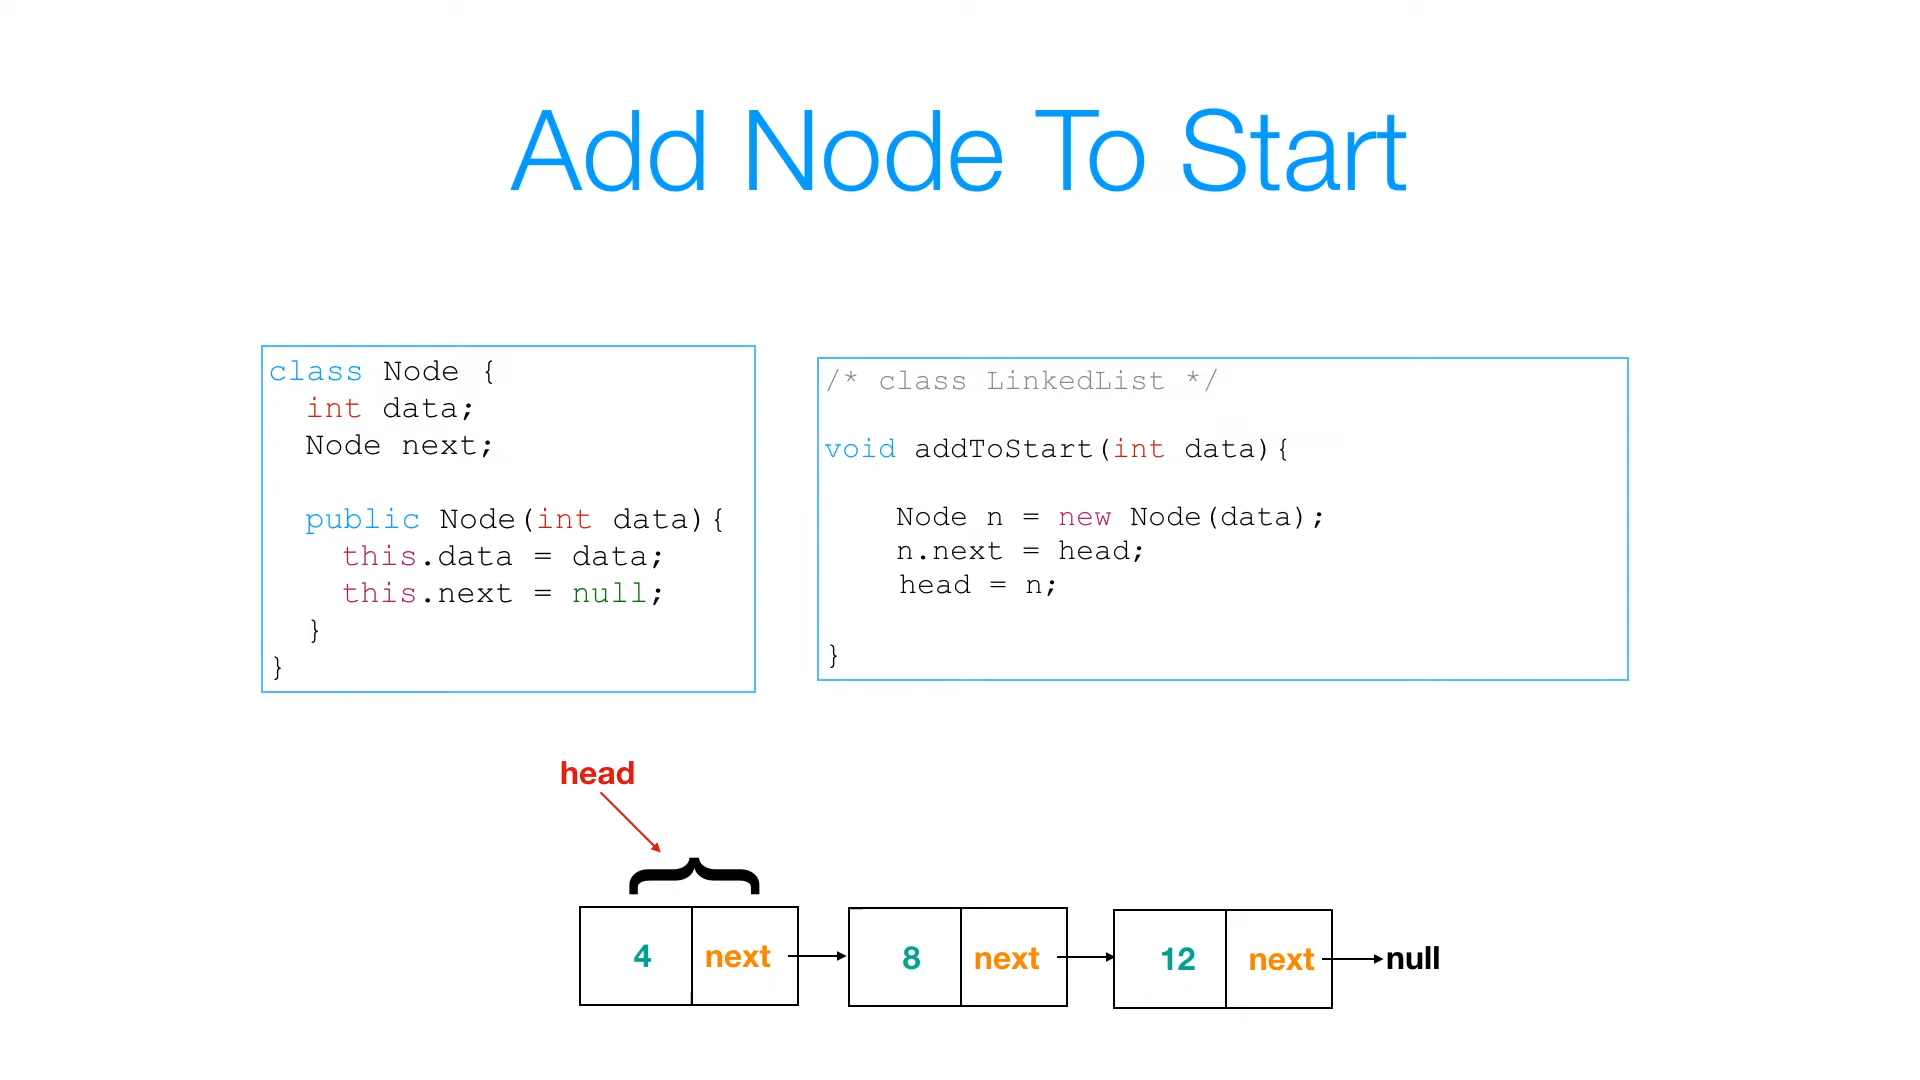 Add Node To Start
class Node {
int data;
Node next;
public Node(int data){
this.data = data;
this.next = null;
}
}
/* class LinkedList */
void addToStart(int data){
Node n = new Node(data);
n.next = head;
head = n;
}
head
4 next 8 next 12 next null